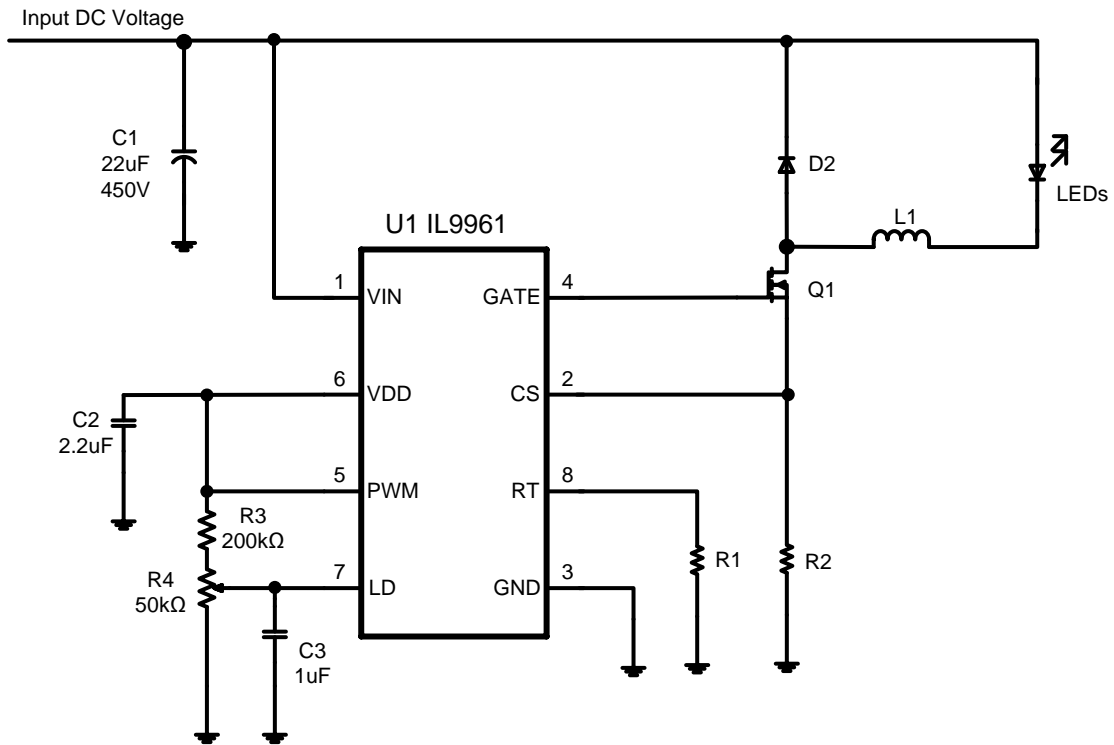 Input DC Voltage
C1
22uF
450V
D2
LEDs
L1
U1 IL9961
1
VIN
GATE
4
Q1
6
VDD
CS
2
C2
2.2uF
5
PWM
RT
8
R3
200kΩ
R1
R2
R4
50kΩ
7
LD
GND
3
C3
1uF